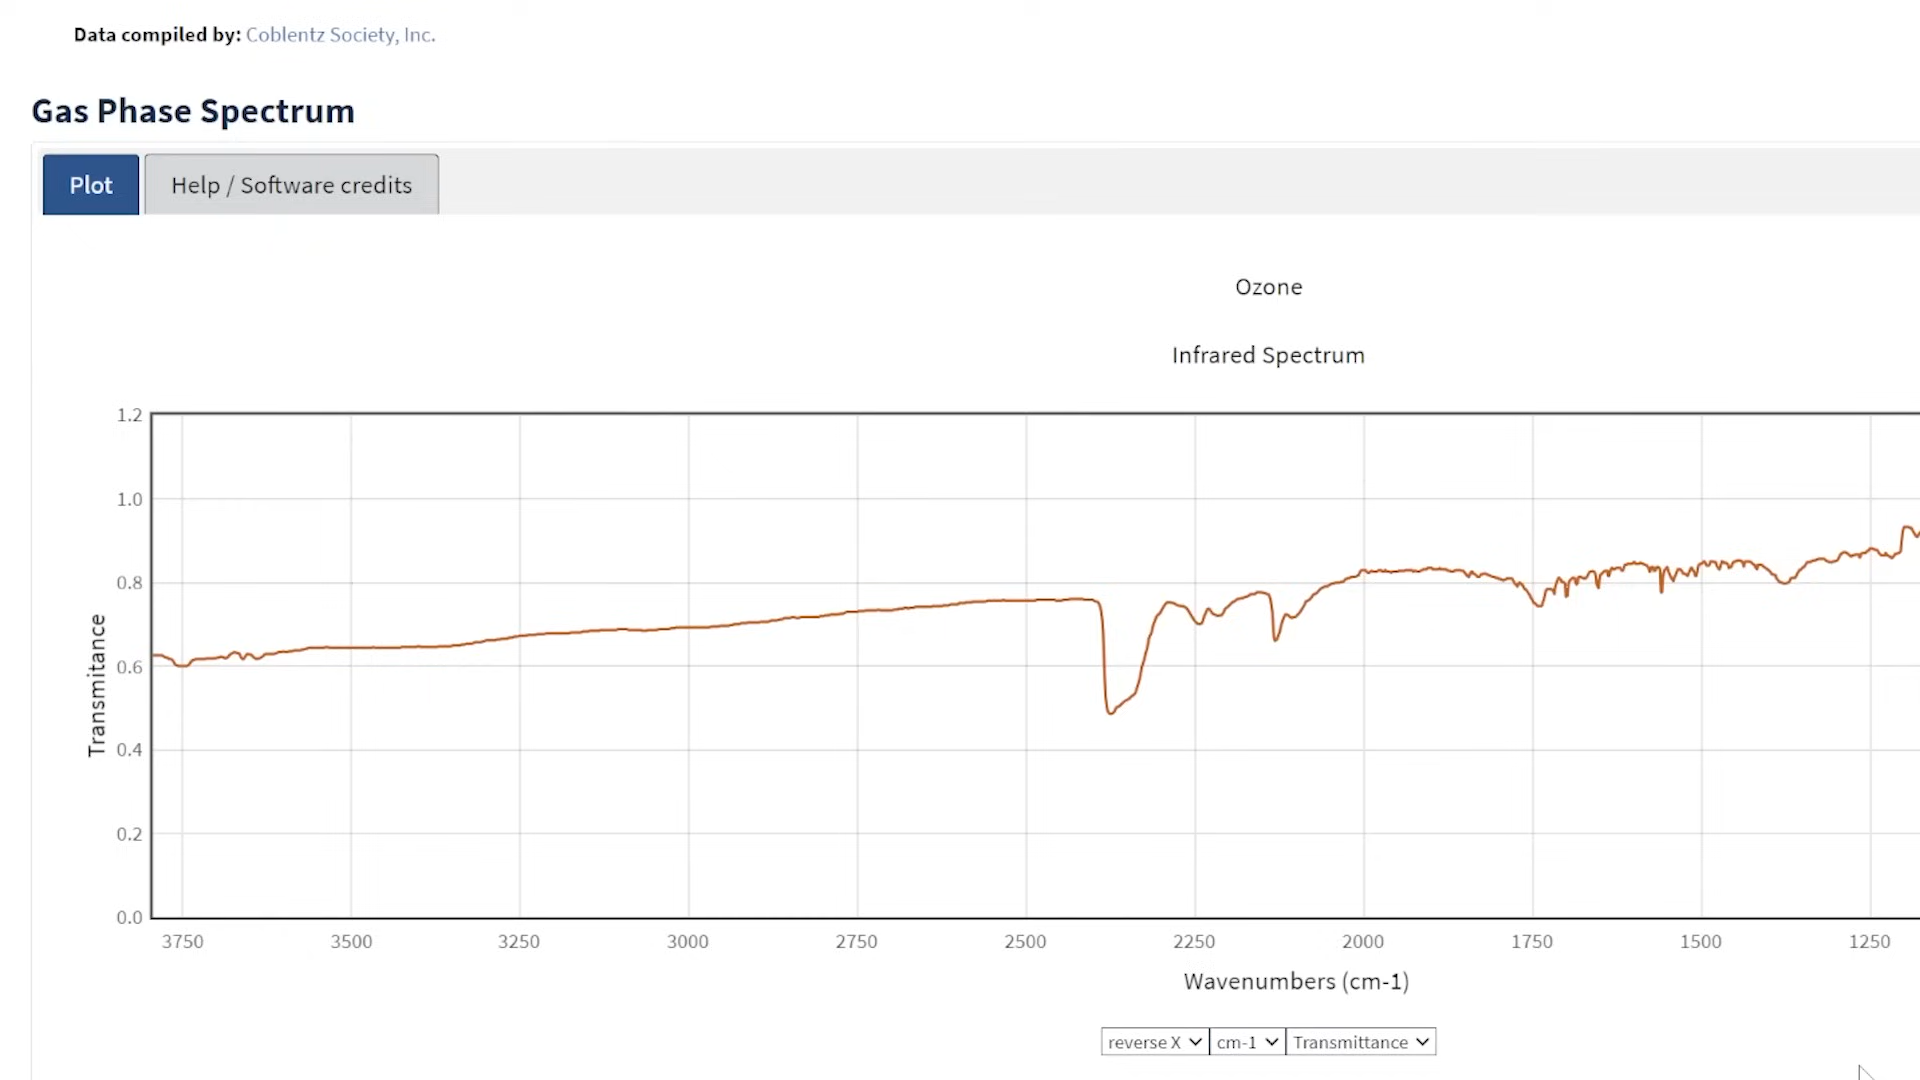 Data compiled by: Coblentz Society, Inc.
Gas Phase Spectrum
Plot
Help / Software credits
Ozone
Infrared Spectrum
1.2
1.0
0.8
0.6
0.4
0.2
0.0
Transmitance
3750 3500 3250 3000 2750 2500 2250 2000 1750 1500 1250
Wavenumbers (cm-1)
reverse X cm-1 Transmittance